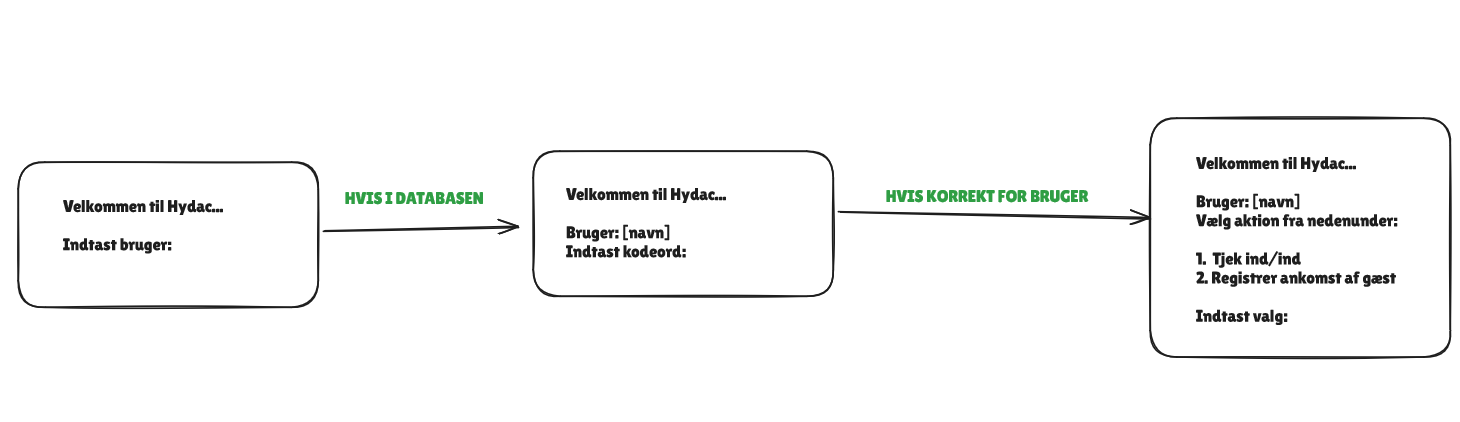 Velkommen til Hydac...
Indtast bruger:
HVIS I DATABASEN
Velkommen til Hydac...
Bruger: [navn]
Indtast kodeord:
HVIS KORREKT FOR BRUGER
Velkommen til Hydac...
Bruger: [navn]
Vælg aktion fra nedenunder:
1. Tjek ind/ind
2. Registrer ankomst af gæst
Indtast valg: